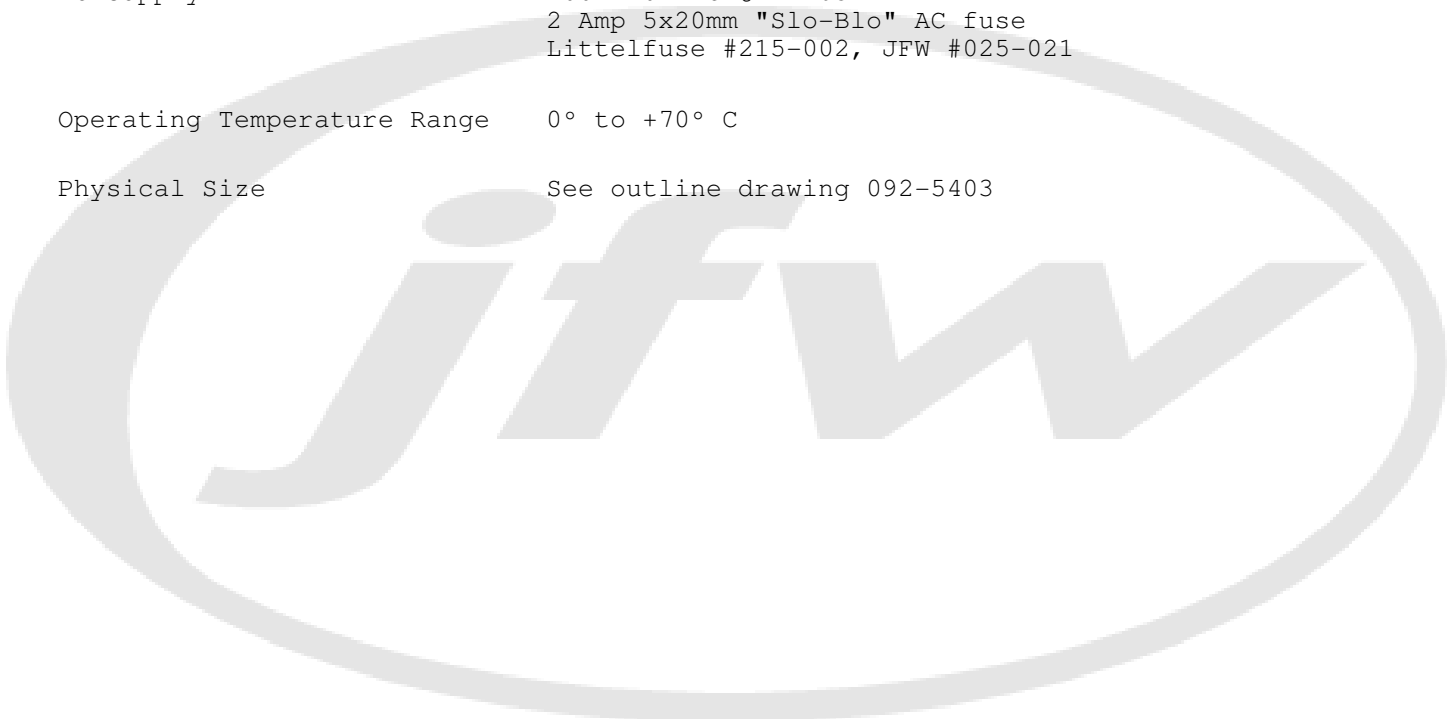 2 Amp 5x20mm "Slo-Blo" AC fuse
Littelfuse #215-002, JFW #025-021
Operating Temperature Range 0° to +70° C
Physical Size See outline drawing 092-5403
jfw